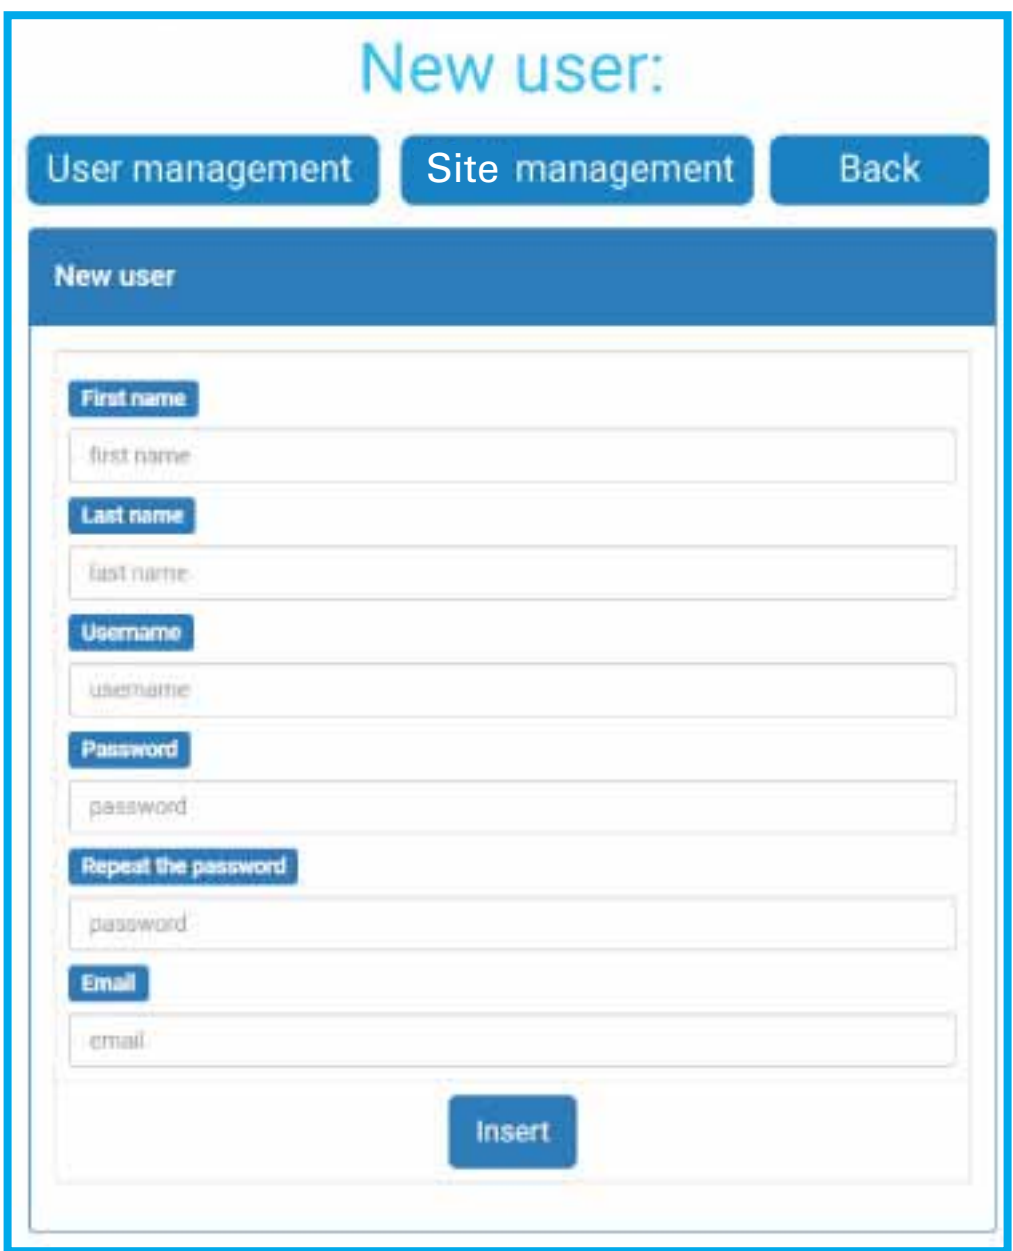 New user:
User management Site management Back
New user
First name
first name
Last name
last name
Username
username
Password
password
Repeat the password
password
Email
email
Insert